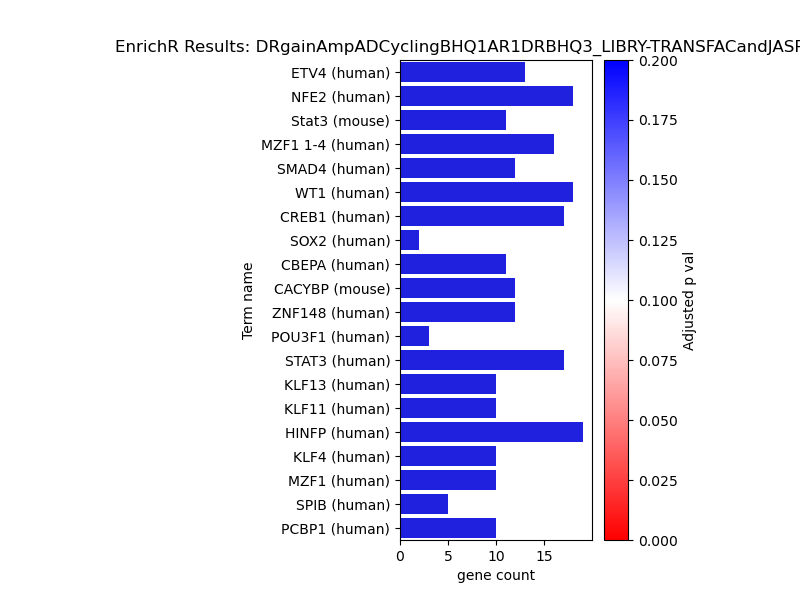 EnrichR Results: DRgainAmpADCyclingBHQ1AR1DRBHQ3_LIBRY-TRANSFACandJASP
ETV4 (human)
NFE2 (human)
Stat3 (mouse)
MZF1 1-4 (human)
SMAD4 (human)
WT1 (human)
CREB1 (human)
SOX2 (human)
CBEPA (human)
CACYBP (mouse)
ZNF148 (human)
POU3F1 (human)
STAT3 (human)
KLF13 (human)
KLF11 (human)
HINFP (human)
KLF4 (human)
MZF1 (human)
SPIB (human)
PCBP1 (human)
Term name
0 5 10 15
gene count
0.200
0.175
0.150
0.125
0.100
0.075
0.050
0.025
0.000
Adjusted p val